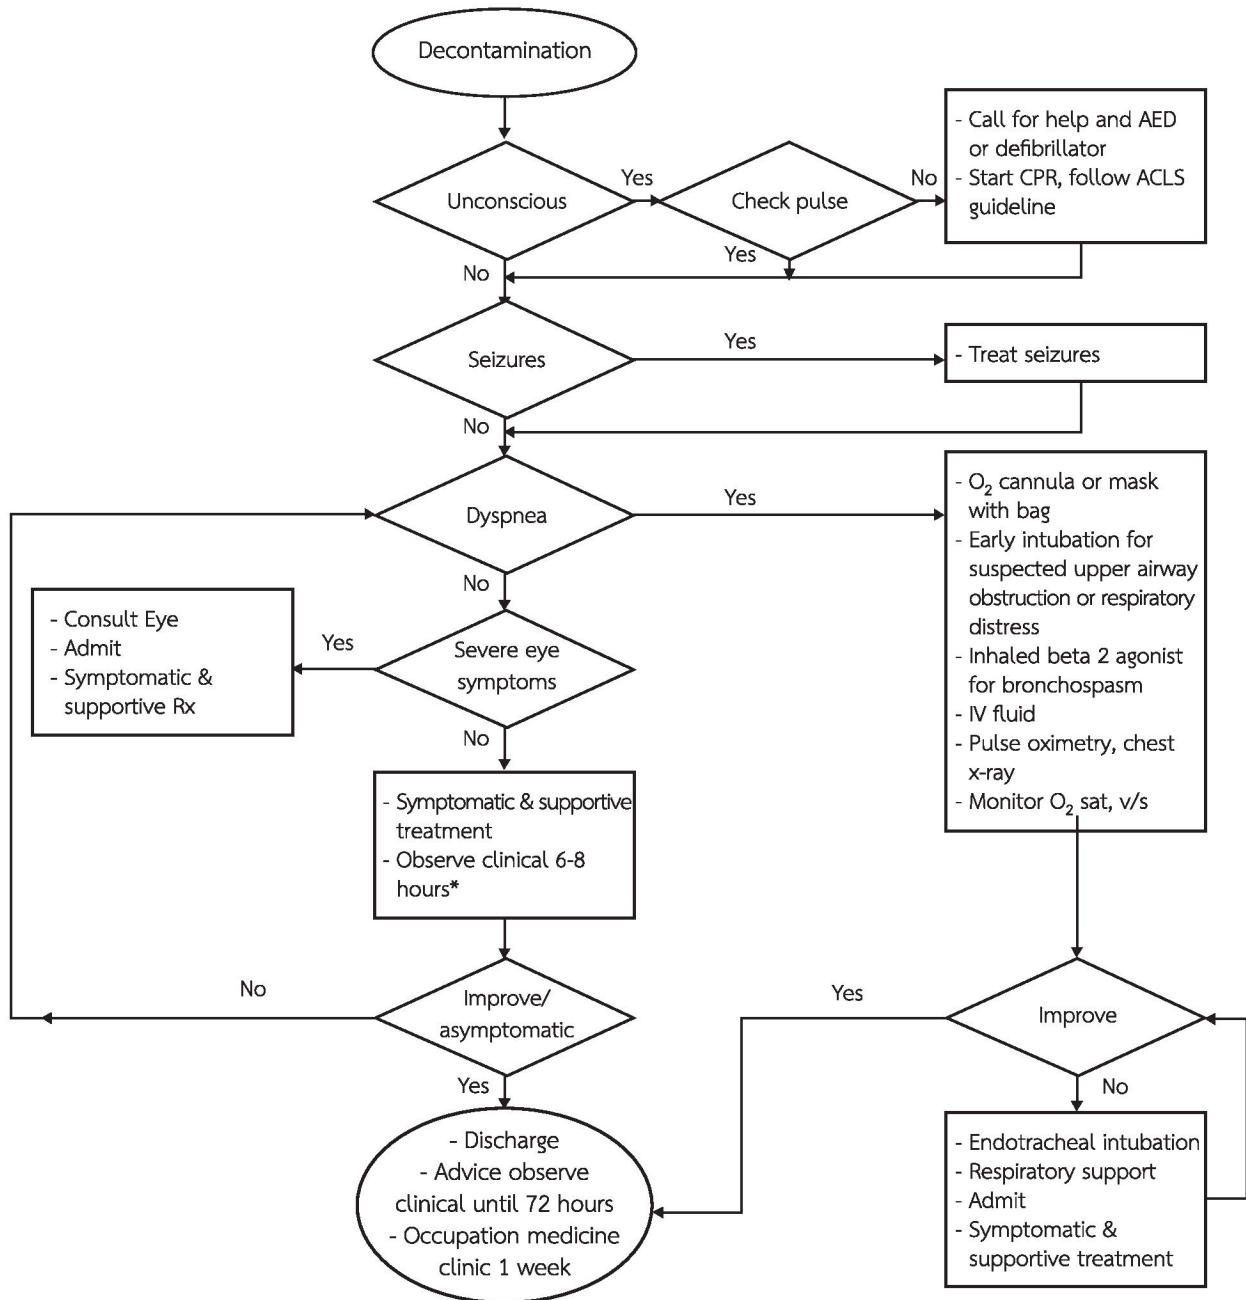 Decontamination
Unconscious
Yes
Check pulse
No
- Call for help and AED
or defibrillator
- Start CPR, follow ACLS
guideline
Yes
No
Seizures
Yes
- Treat seizures
No
Dyspnea
Yes
- O2 cannula or mask
with bag
- Early intubation for
suspected upper airway
obstruction or respiratory
distress
- Inhaled beta 2 agonist
for bronchospasm
- IV fluid
- Pulse oximetry, chest
x-ray
- Monitor O2 sat, v/s
No
- Consult Eye
- Admit
- Symptomatic &
supportive Rx
Yes
Severe eye
symptoms
No
- Symptomatic & supportive
treatment
- Observe clinical 6-8
hours*
No
Improve/
asymptomatic
Yes
Improve
Yes
No
- Discharge
- Advice observe
clinical until 72 hours
- Occupation medicine
clinic 1 week
- Endotracheal intubation
- Respiratory support
- Admit
- Symptomatic &
supportive treatment